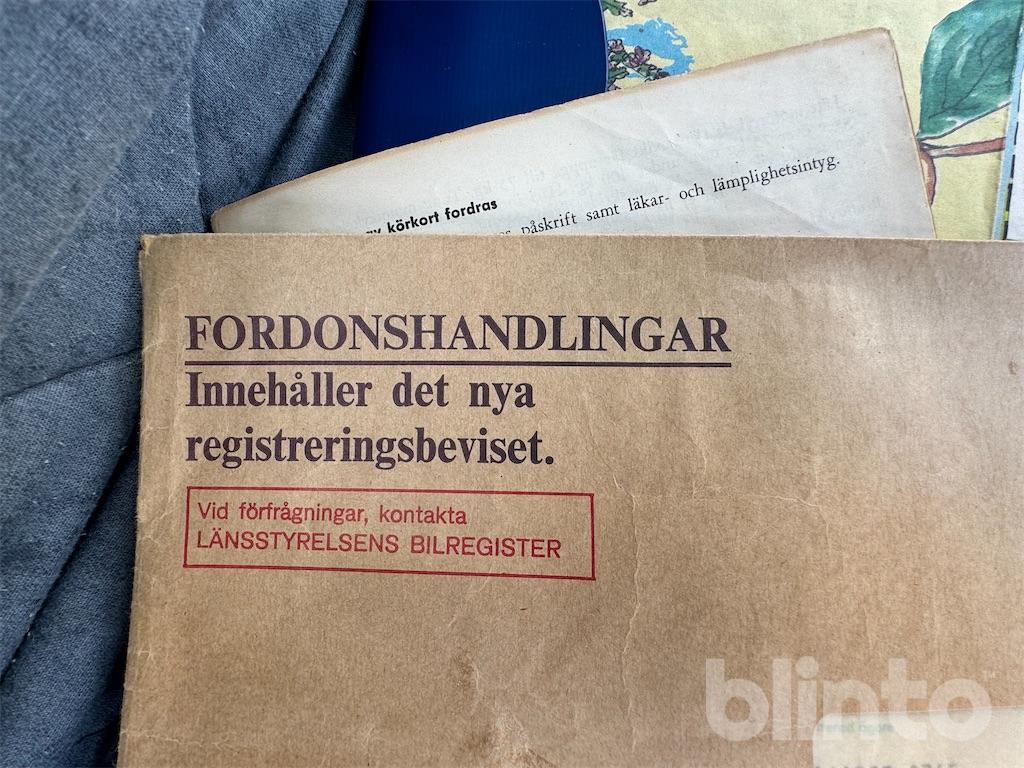 körkort fordras
påskrift samt läkar- och lämplighetsintyg.
FORDONSHANDLINGAR
Innehåller det nya
registreringsbeviset.
Vid förfrågningar, kontakta
LÄNSSTYRELSENS BILREGISTER
blinto